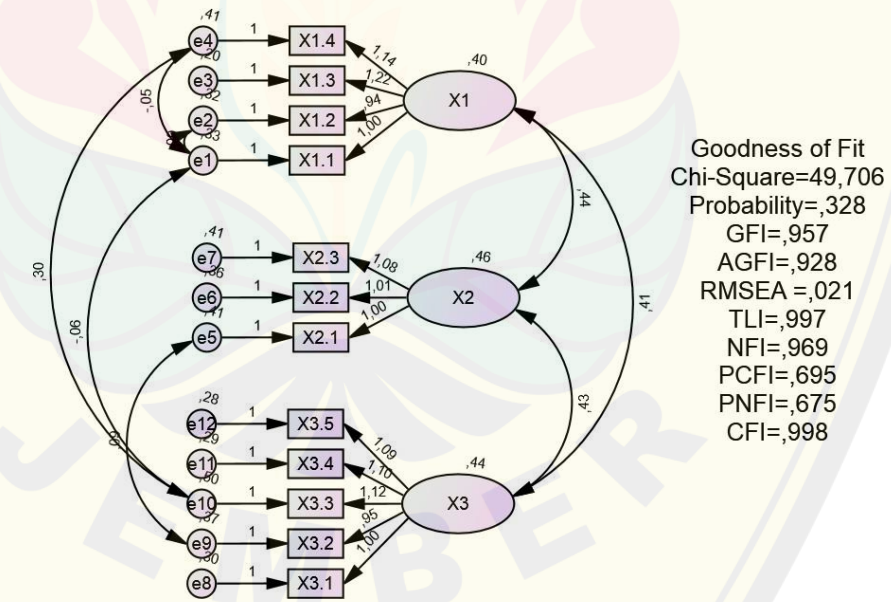 ,41
e4 1 X1.4
1,14
,40
,20
e3 1 X1.3
1,22
X1
-,05
,32
e2 1 X1.2
,94
,33
e1 1 X1.1
1,00
Goodness of Fit
Chi-Square=49,706
Probability=,328
GFI=,957
AGFI=,928
RMSEA =,021
TLI=,997
NFI=,969
PCFI=,695
PNFI=,675
CFI=,998
,44
,41
e7 1 X2.3
1,08
,46
,36
e6 1 X2.2
1,01
X2
,41
e5 1 X2.1
1,00
,30
-,06
,41
,43
,28
e12 1 X3.5
1,09
,44
,29
e11 1 X3.4
1,10
,50
e10 1 X3.3
1,12
X3
,37
e9 1 X3.2
,95
,30
e8 1 X3.1
1,00
JEMBER